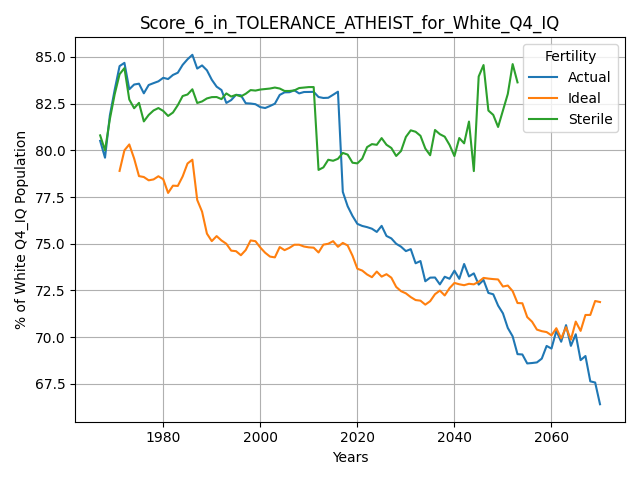 Score_6_in_TOLERANCE_ATHEIST_for_White_Q4_IQ
% of White Q4_IQ Population
85.0
82.5
80.0
77.5
75.0
72.5
70.0
67.5
Fertility
Actual
Ideal
Sterile
1980
2000
2020
2040
2060
Years